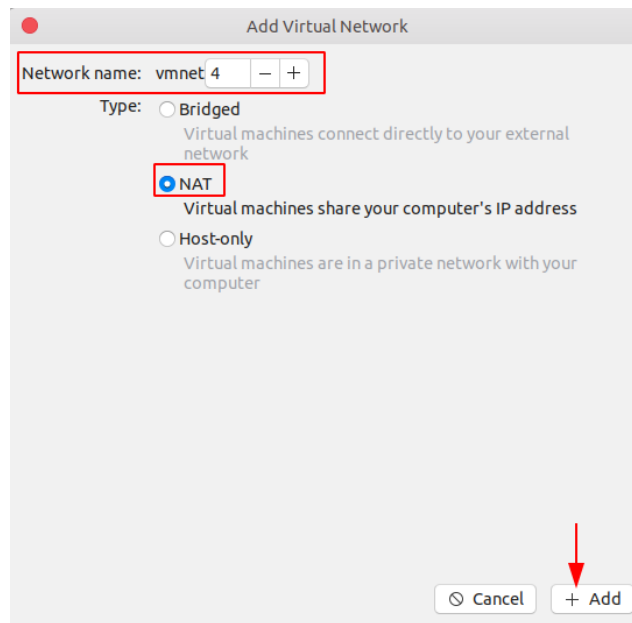 Add Virtual Network
Network name: vmnet 4 − +
Type: Bridged
Virtual machines connect directly to your external
network
NAT
Virtual machines share your computer's IP address
Host-only
Virtual machines are in a private network with your
computer
Cancel + Add